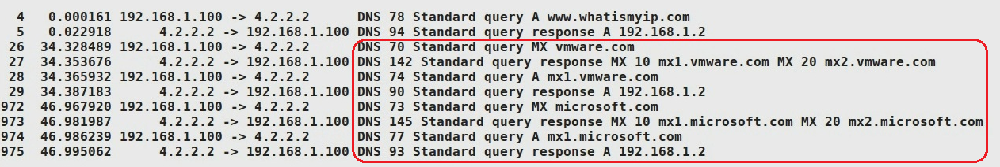 4 0.000161 192.168.1.100 -> 4.2.2.2 DNS 78 Standard query A www.whatismyip.com
5 0.022918 4.2.2.2 -> 192.168.1.100 DNS 94 Standard query response A 192.168.1.2
26 34.328489 192.168.1.100 -> 4.2.2.2 DNS 70 Standard query MX vmware.com
27 34.353676 4.2.2.2 -> 192.168.1.100 DNS 142 Standard query response MX 10 mx1.vmware.com MX 20 mx2.vmware.com
28 34.365932 192.168.1.100 -> 4.2.2.2 DNS 74 Standard query A mx1.vmware.com
29 34.387183 4.2.2.2 -> 192.168.1.100 DNS 90 Standard query response A 192.168.1.2
972 46.967920 192.168.1.100 -> 4.2.2.2 DNS 73 Standard query MX microsoft.com
973 46.981987 4.2.2.2 -> 192.168.1.100 DNS 145 Standard query response MX 10 mx1.microsoft.com MX 20 mx2.microsoft.com
974 46.986239 192.168.1.100 -> 4.2.2.2 DNS 77 Standard query A mx1.microsoft.com
975 46.995062 4.2.2.2 -> 192.168.1.100 DNS 93 Standard query response A 192.168.1.2